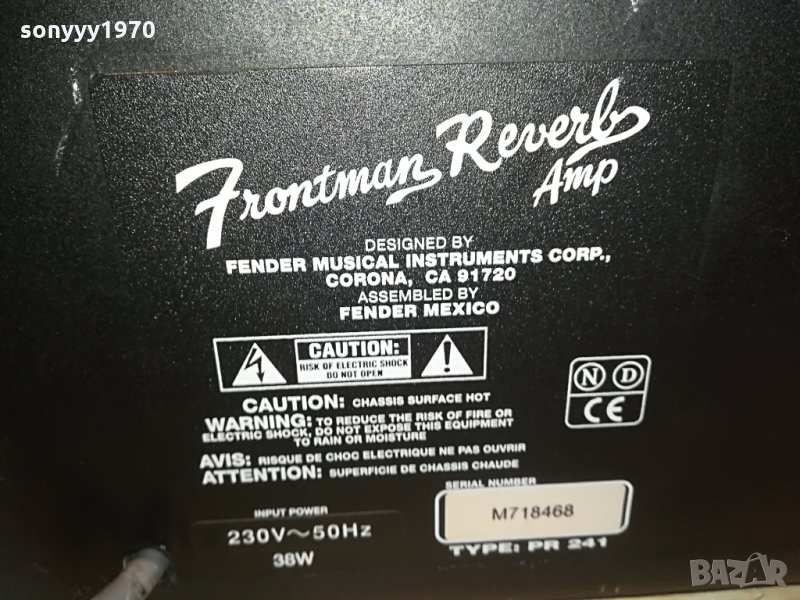 sonyyy1970
Frontman Reverb
Amp
DESIGNED BY
FENDER MUSICAL INSTRUMENTS CORP.,
CORONA, CA 91720
ASSEMBLED BY
FENDER MEXICO
CAUTION:
RISK OF ELECTRIC SHOCK
DO NOT OPEN
N D
CE
CAUTION: CHASSIS SURFACE HOT
WARNING: TO REDUCE THE RISK OF FIRE OR
ELECTRIC SHOCK, DO NOT EXPOSE THIS EQUIPMENT
TO RAIN OR MOISTURE
AVIS: RISQUE DE CHOC ELECTRIQUE NE PAS OUVRIR
ATTENTION: SUPERFICIE DE CHASSIS CHAUDE
SERIAL NUMBER
M718468
TYPE: PR 241
INPUT POWER
230V~50Hz
38W
BAZAR